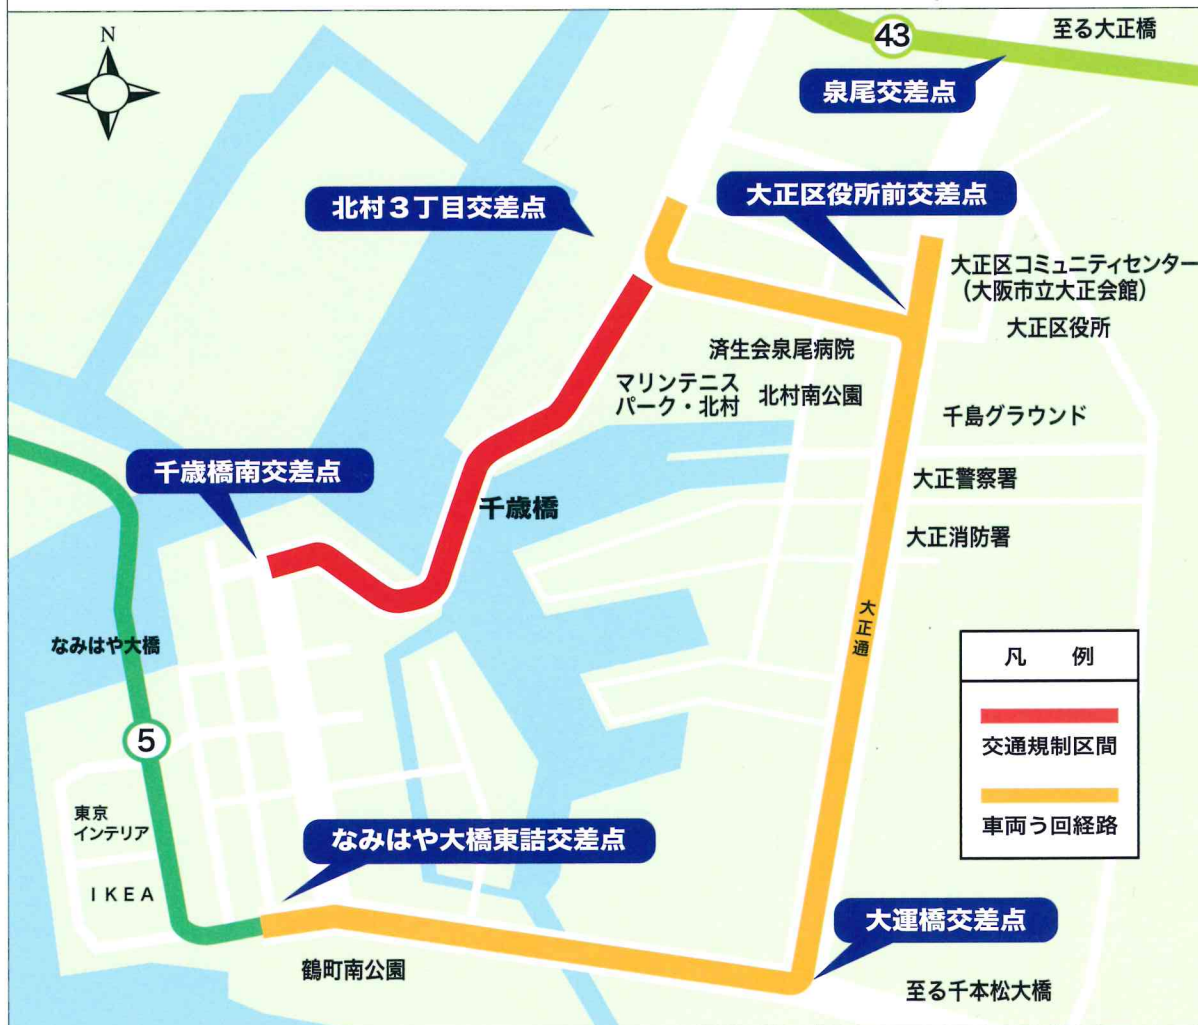 N
43
至る大正橋
泉尾交差点
北村３丁目交差点
大正区役所前交差点
大正区コミュニティセンター
（大阪市立大正会館）
大正区役所
済生会泉尾病院
マリンテニス
パーク・北村
北村南公園
千島グラウンド
千歳橋南交差点
大正警察署
千歳橋
大正消防署
大正通
なみはや大橋
凡　例
交通規制区間
車両う回経路
5
東京
インテリア
IKEA
なみはや大橋東詰交差点
大運橋交差点
鶴町南公園
至る千本松大橋